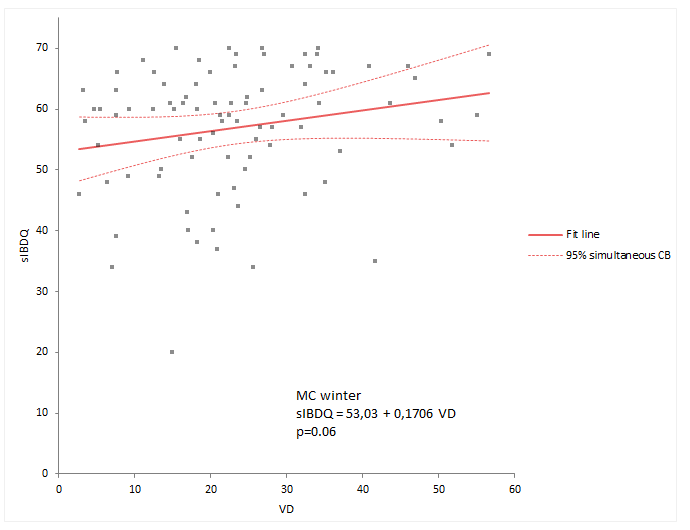 sIBDQ
70
60
50
40
30
20
10
0
0 10 20 30 40 50 60
VD
Fit line
95% simultaneous CB
MC winter
sIBDQ = 53,03 + 0,1706 VD
p=0.06